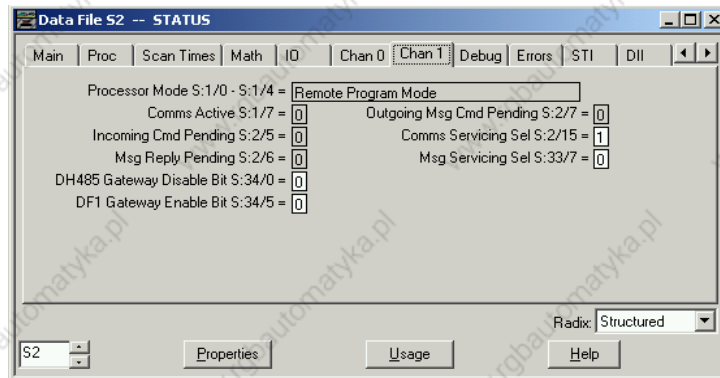 Data File S2 -- STATUS
Main Proc Scan Times Math IO Chan 0 Chan 1 Debug Errors STI DII
Processor Mode S:1/0 - S:1/4 = Remote Program Mode
Comms Active S:1/7 = 0 Outgoing Msg Cmd Pending S:2/7 = 0
Incoming Cmd Pending S:2/5 = 0 Comms Servicing Sel S:2/15 = 1
Msg Reply Pending S:2/6 = 0 Msg Servicing Sel S:33/7 = 0
DH485 Gateway Disable Bit S:34/0 = 0
DF1 Gateway Enable Bit S:34/5 = 0
Radix: Structured
S2 Properties Usage Help
www.rgbautomatyka.pl